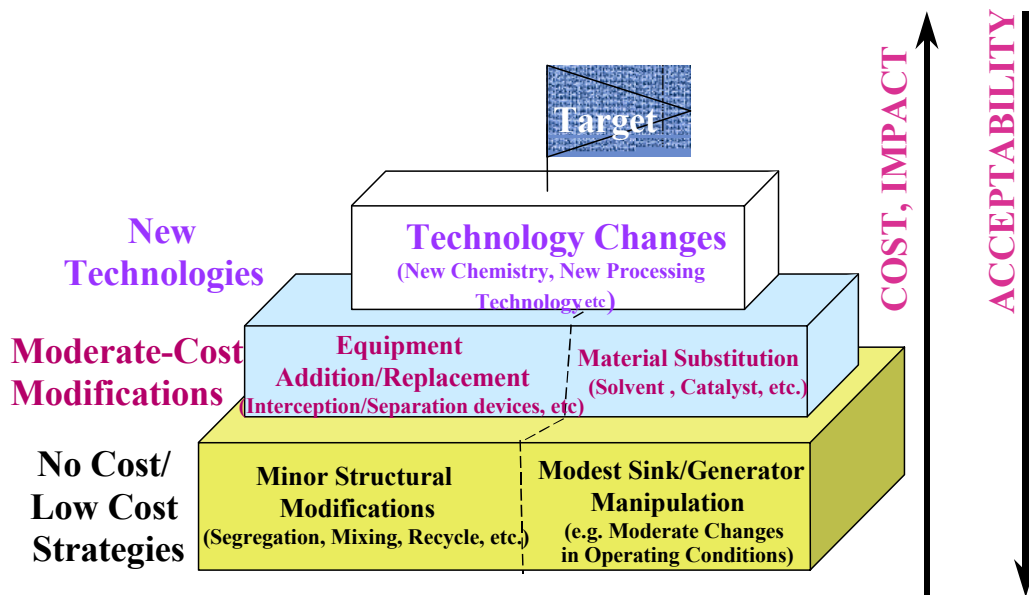 Target
COST, IMPACT
ACCEPTABILITY
New
Technologies
Technology Changes
(New Chemistry, New Processing
Technology etc)
Moderate-Cost
Modifications
Equipment
Addition/Replacement
(Interception/Separation devices, etc)
Material Substitution
(Solvent , Catalyst, etc.)
No Cost/
Low Cost
Strategies
Minor Structural
Modifications
(Segregation, Mixing, Recycle, etc.)
Modest Sink/Generator
Manipulation
(e.g. Moderate Changes
in Operating Conditions)